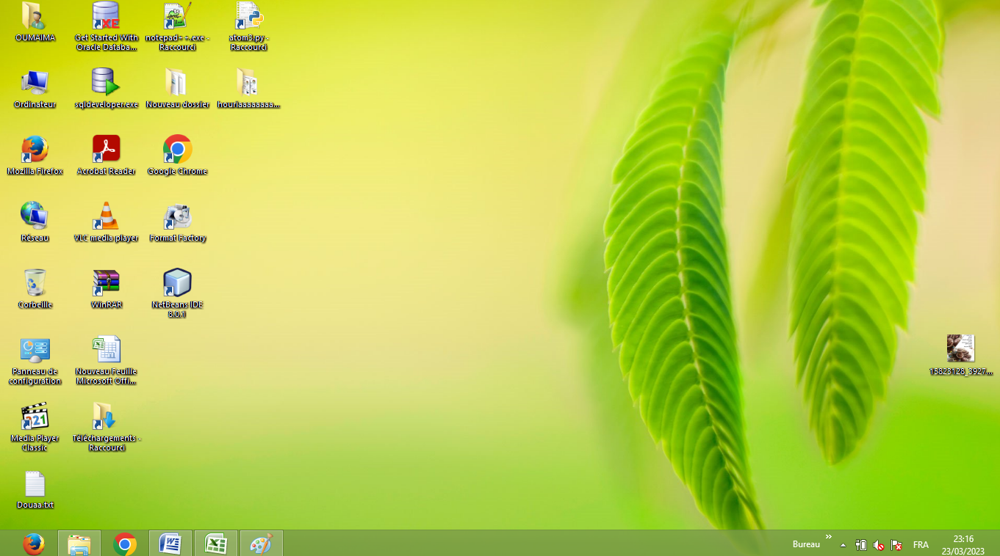 OUMAIMA
Get Started With
Oracle Databa...
notepad++.exe -
Raccourci
atom3.py -
Raccourci
Ordinateur
sqldeveloper.exe
Nouveau dossier
houriaaaaaaaa...
Mozilla Firefox
Acrobat Reader
Google Chrome
Réseau
VLC media player
Format Factory
Corbeille
WinRAR
NetBeans IDE
8.0.1
Panneau de
configuration
Nouveau Feuille
Microsoft Offi...
15823128_3927...
Media Player
Classic
Téléchargements -
Raccourci
Douaa.txt
Bureau
FRA
23:16
23/03/2023